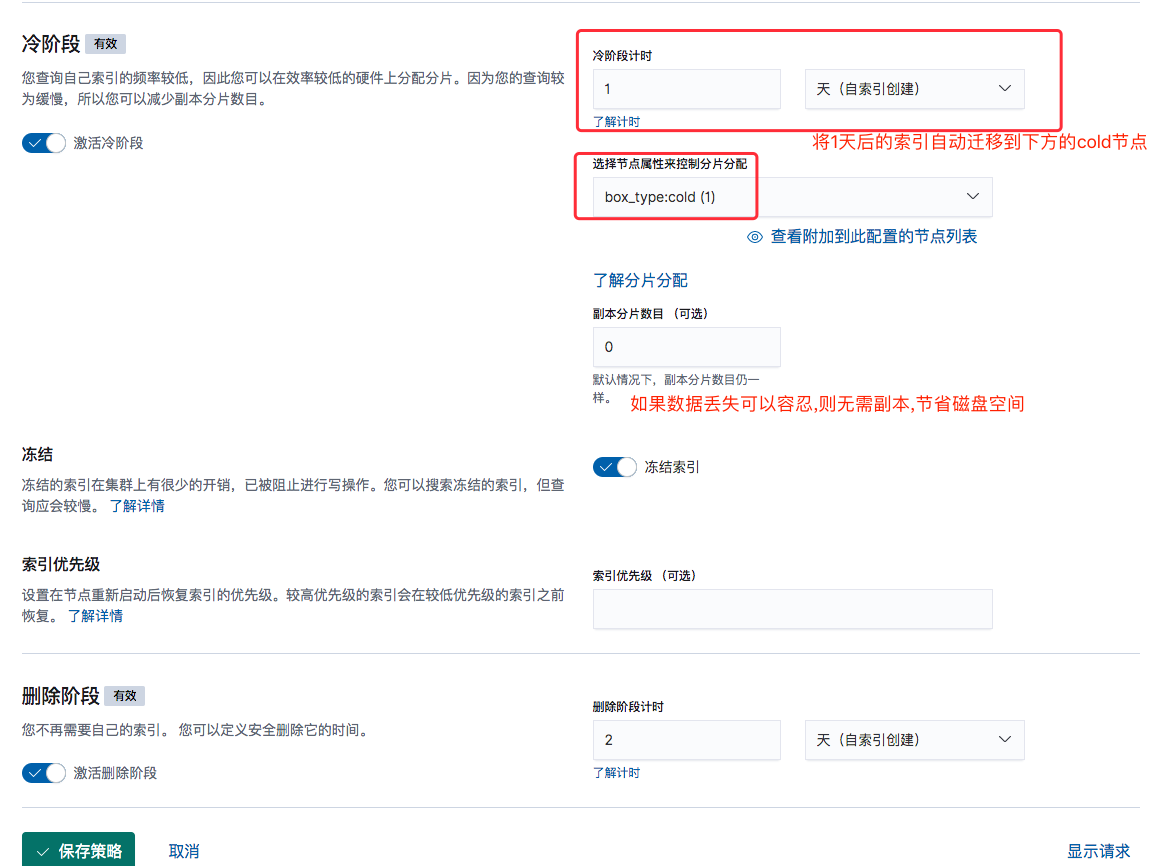 冷阶段 有效
您查询自己索引的频率较低，因此您可以在效率较低的硬件上分配分片。因为您的查询较
为缓慢，所以您可以减少副本分片数目。
激活冷阶段
冷阶段计时
1
天（自索引创建）
了解计时
将1天后的索引自动迁移到下方的cold节点
选择节点属性来控制分片分配
box_type:cold (1)
查看附加到此配置的节点列表
了解分片分配
副本分片数目 （可选）
0
默认情况下，副本分片数目仍一
样。
如果数据丢失可以容忍,则无需副本,节省磁盘空间
冻结
冻结的索引在集群上有很少的开销，已被阻止进行写操作。您可以搜索冻结的索引，但查
询应会较慢。 了解详情
冻结索引
索引优先级
设置在节点重新启动后恢复索引的优先级。较高优先级的索引会在较低优先级的索引之前
恢复。 了解详情
索引优先级 （可选）
删除阶段 有效
您不再需要自己的索引。 您可以定义安全删除它的时间。
激活删除阶段
删除阶段计时
2
天（自索引创建）
了解计时
保存策略
取消
显示请求